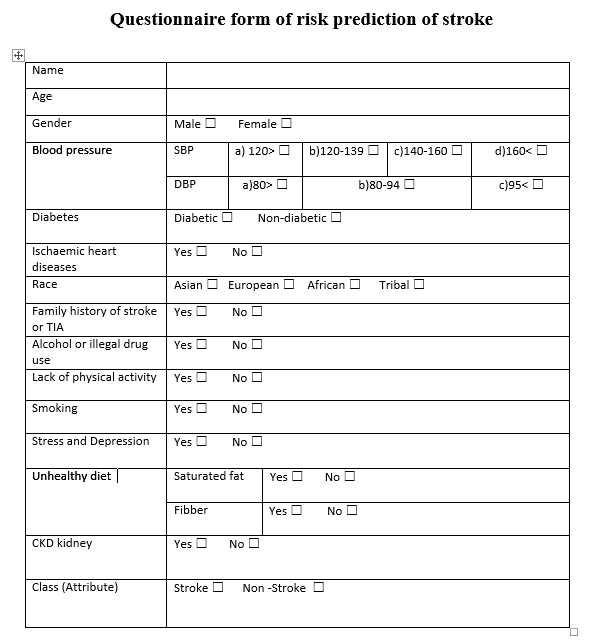 Questionnaire form of risk prediction of stroke
Name
Age
Gender Male ☐ Female ☐
Blood pressure SBP a) 120> ☐ b)120-139 ☐ c)140-160 ☐ d)160< ☐
DBP a)80> ☐ b)80-94 ☐ c)95< ☐
Diabetes Diabetic ☐ Non-diabetic ☐
Ischaemic heart Yes ☐ No ☐
diseases
Race Asian ☐ European ☐ African ☐ Tribal ☐
Family history of stroke Yes ☐ No ☐
or TIA
Alcohol or illegal drug Yes ☐ No ☐
use
Lack of physical activity Yes ☐ No ☐
Smoking Yes ☐ No ☐
Stress and Depression Yes ☐ No ☐
Unhealthy diet Saturated fat Yes ☐ No ☐
Fibber Yes ☐ No ☐
CKD kidney Yes ☐ No ☐
Class (Attribute) Stroke ☐ Non -Stroke ☐